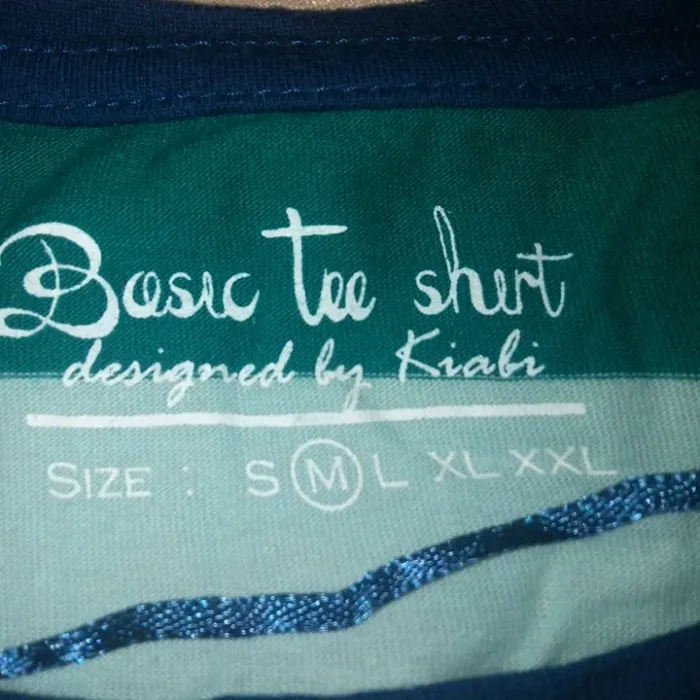 Basic tee shirt
designed by Kiabi
SIZE : S M L XL XXL